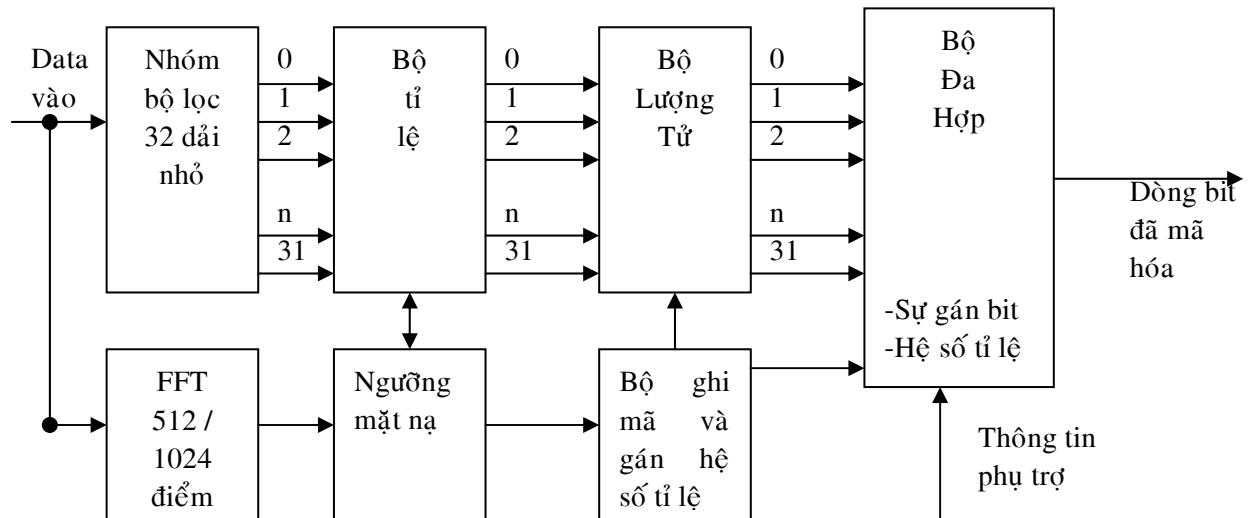 Data
vào
Nhóm
bộ lọc
32 dải
nhỏ
0
1
2
n
31
Bộ
tỉ
lệ
0
1
2
n
31
Bộ
Lượng
Tử
0
1
2
n
31
Bộ
Đa
Hợp
-Sự gán bit
-Hệ số tỉ lệ
Dòng bit
đã mã
hóa
FFT
512 /
1024
điểm
Ngưỡng
mặt nạ
Bộ ghi
mã và
gán hệ
số tỉ lệ
Thông tin
phụ trợ